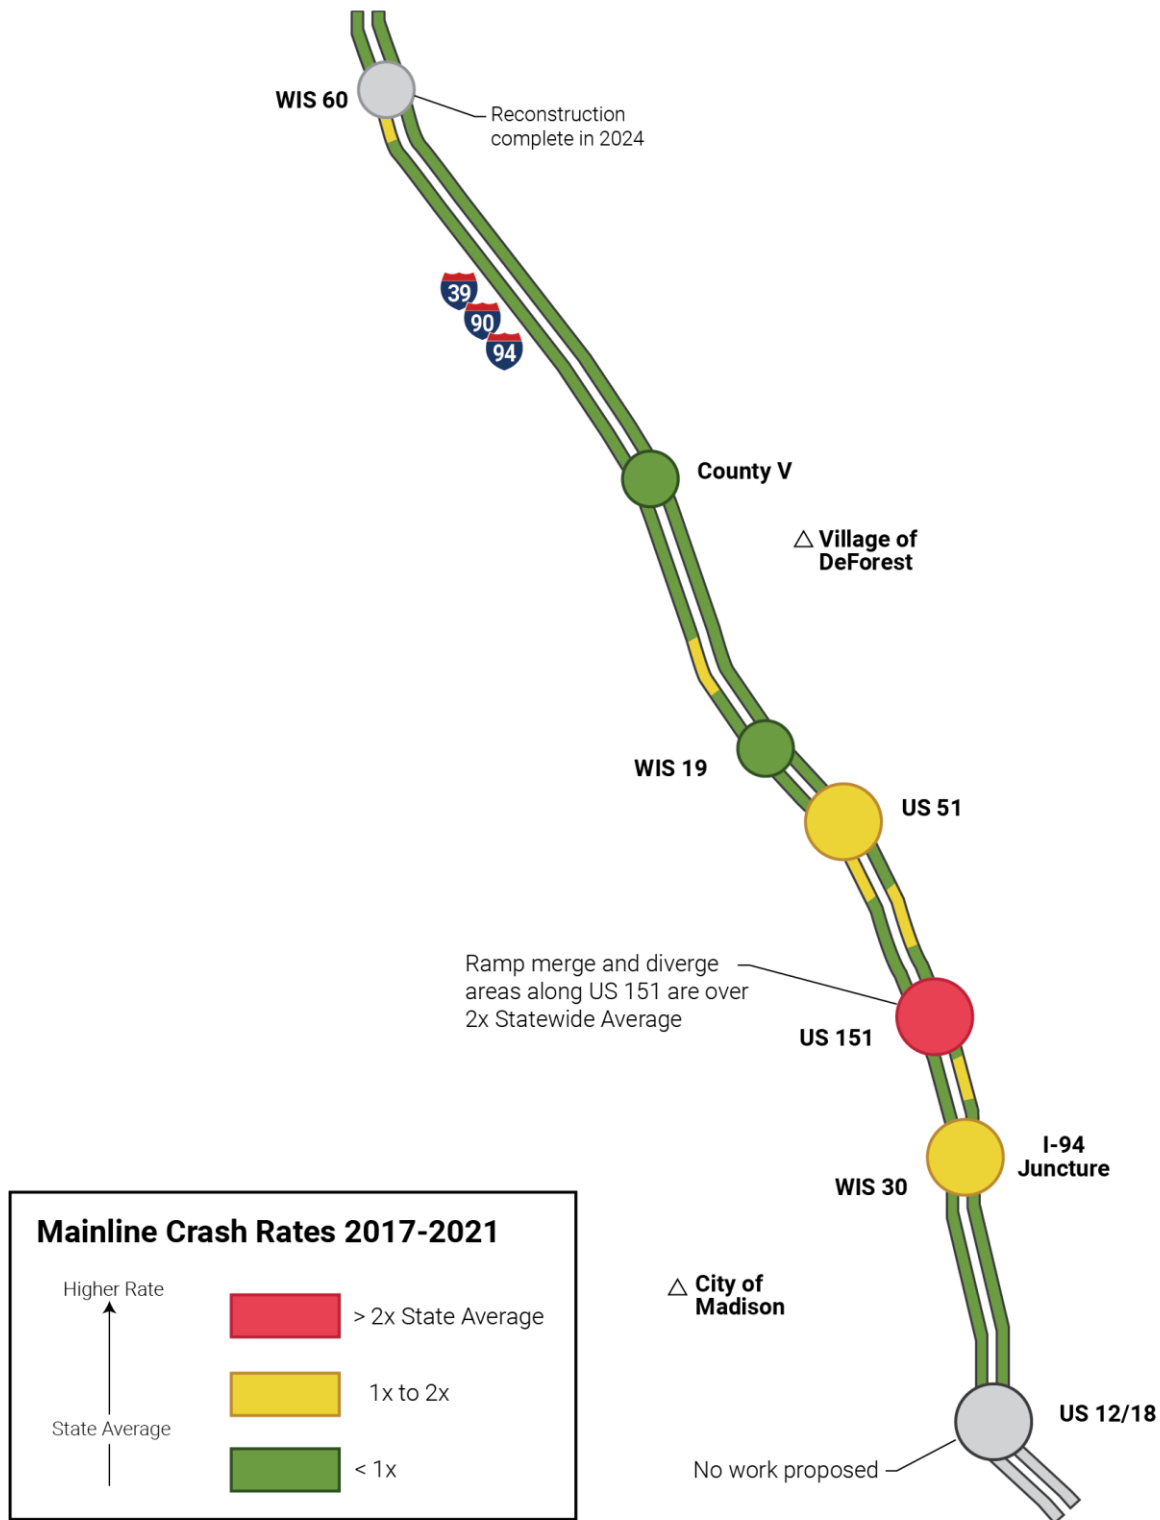 WIS 60
Reconstruction
complete in 2024
39
90
94
County V
Village of
DeForest
WIS 19
US 51
Ramp merge and diverge
areas along US 151 are over
2x Statewide Average
US 151
I-94
Juncture
WIS 30
Mainline Crash Rates 2017-2021
Higher Rate
> 2x State Average
1x to 2x
State Average
< 1x
City of
Madison
US 12/18
No work proposed